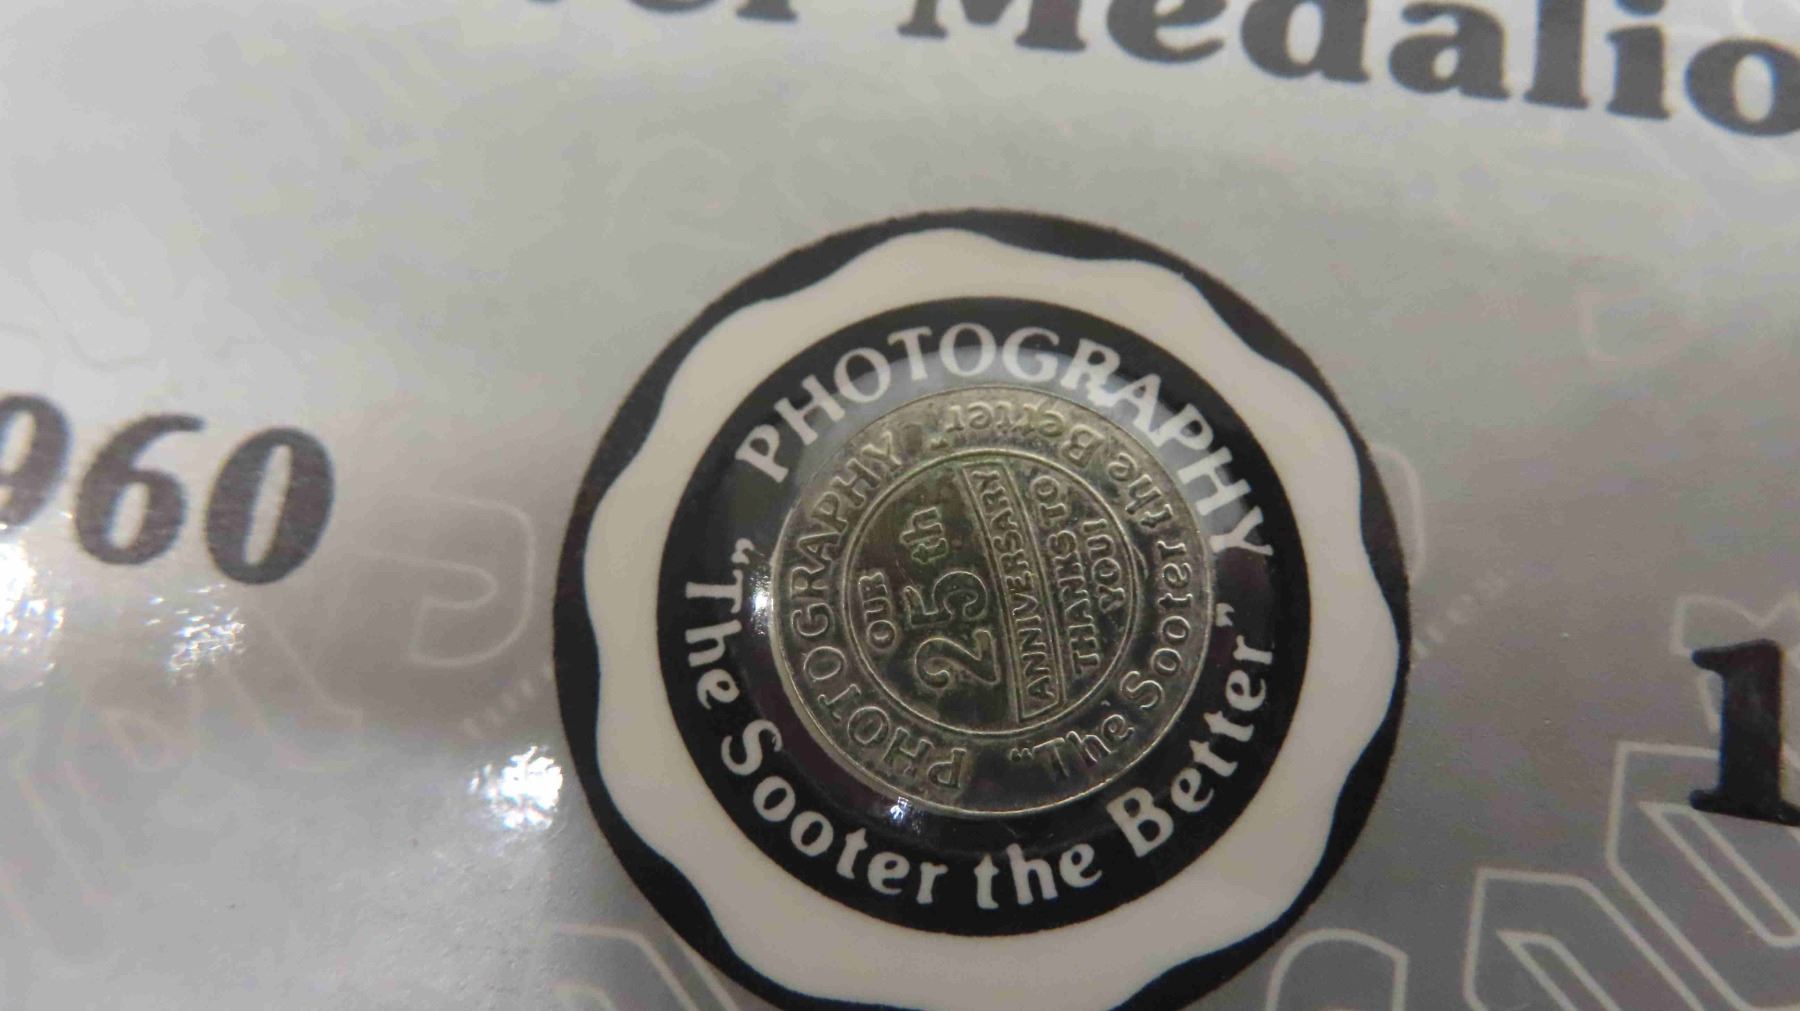 Medalio
960
PHOTOGRAPHY
"The Sooter the Better"
PHOTOGRAPHY
"The Sooter the Better"
OUR
25th
ANNIVERSARY
THANKS TO
YOU!
1